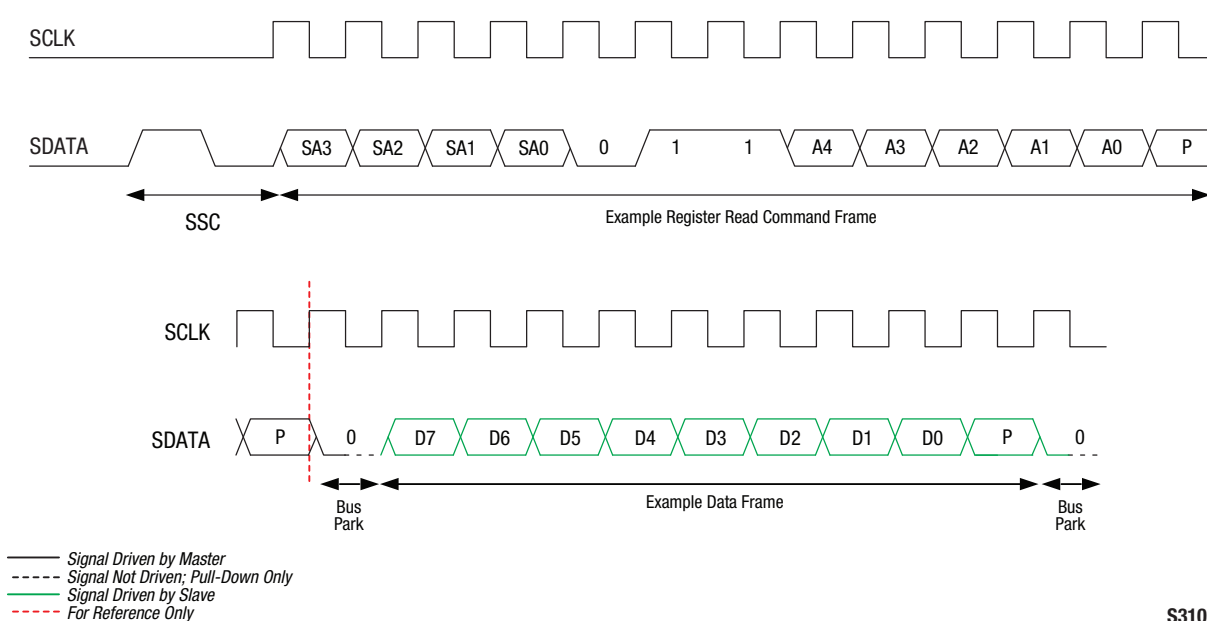 SCLK
SDATA SA3 SA2 SA1 SA0 0 1 1 A4 A3 A2 A1 A0 P
SSC
Example Register Read Command Frame
SCLK
SDATA P 0 D7 D6 D5 D4 D3 D2 D1 D0 P 0
Bus
Park
Example Data Frame
Bus
Park
Signal Driven by Master
Signal Not Driven; Pull-Down Only
Signal Driven by Slave
For Reference Only
S310